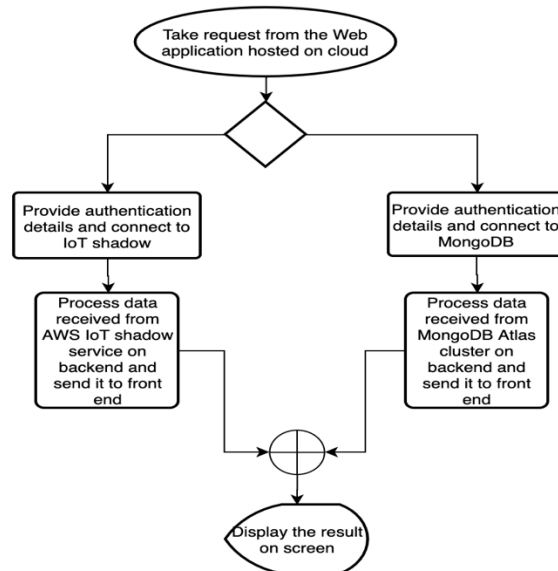 Take request from the Web
application hosted on cloud
Provide authentication
details and connect to
IoT shadow
Provide authentication
details and connect to
MongoDB
Process data
received from
AWS IoT shadow
service on
backend and
send it to front
end
Process data
received from
MongoDB Atlas
cluster on
backend and
send it to front
end
Display the result
on screen